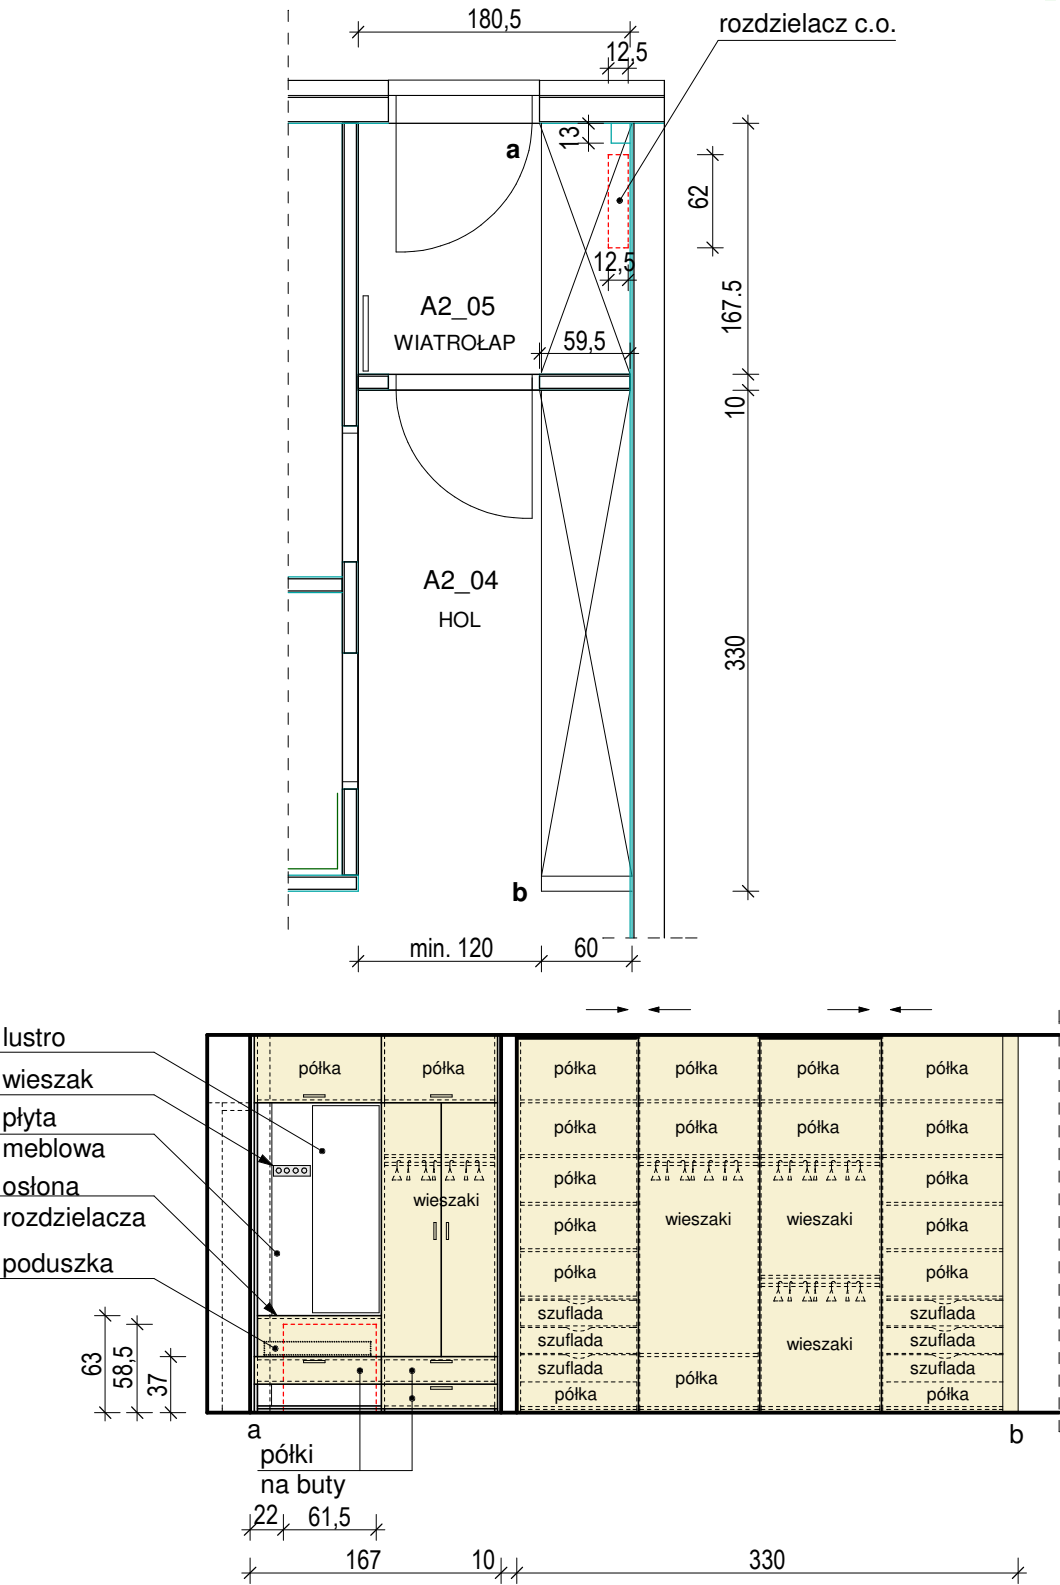 180,5
rozdzielacz c.o.
12,5
a
13
62
12,5
A2_05
WIATROŁAP
59,5
167.5
10
A2_04
HOL
330
b
min. 120
60
lustro
wieszak
płyta
meblowa
osłona
rozdzielacza
poduszka
półka
półka
półka
półka
półka
półka
półka
półka
półka
półka
półka
półka
wieszaki
wieszaki
wieszaki
półka
półka
półka
półka
szuflada
szuflada
szuflada
szuflada
wieszaki
szuflada
szuflada
półka
półka
półka
63
58,5
37
a
b
półki
na buty
22
61,5
167
10
330